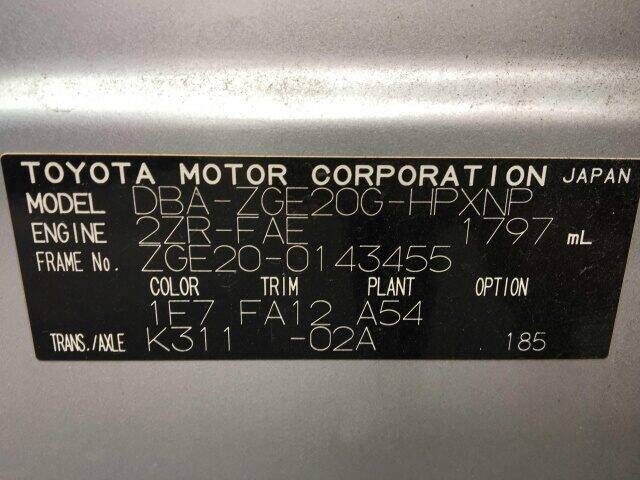 TOYOTA MOTOR CORPORATION JAPAN
MODEL DBA-ZGE20G-HPXNP
ENGINE 2ZR-FAE 1797 mL
FRAME No. ZGE20-0143455
COLOR TRIM PLANT OPTION
1E7 FA12 A54
TRANS./AXLE K311 -02A 185